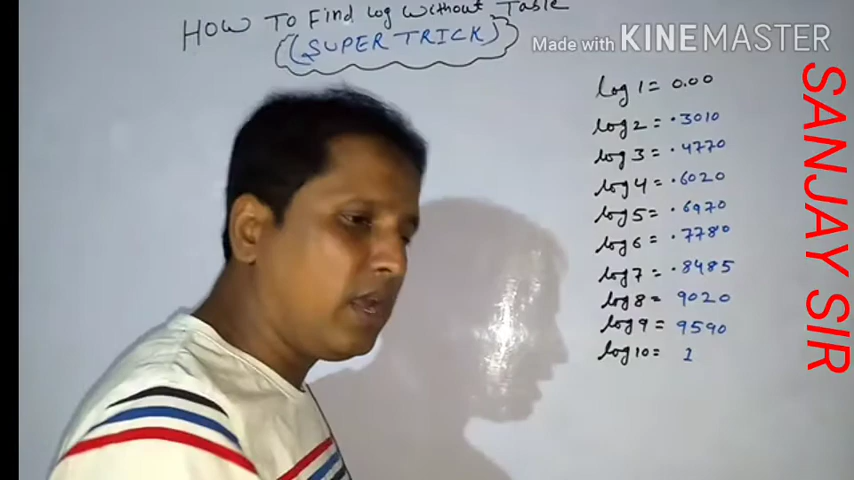 How To Find log without Table
(SUPER TRICK)
Made with KINEMASTER
log 1 = 0.00
log 2 = .3010
log 3 = .4770
log 4 = .6020
log 5 = .6970
log 6 = .7780
log 7 = .8485
log 8 = 9020
log 9 = 9590
log 10 = 1
SANJAY SIR